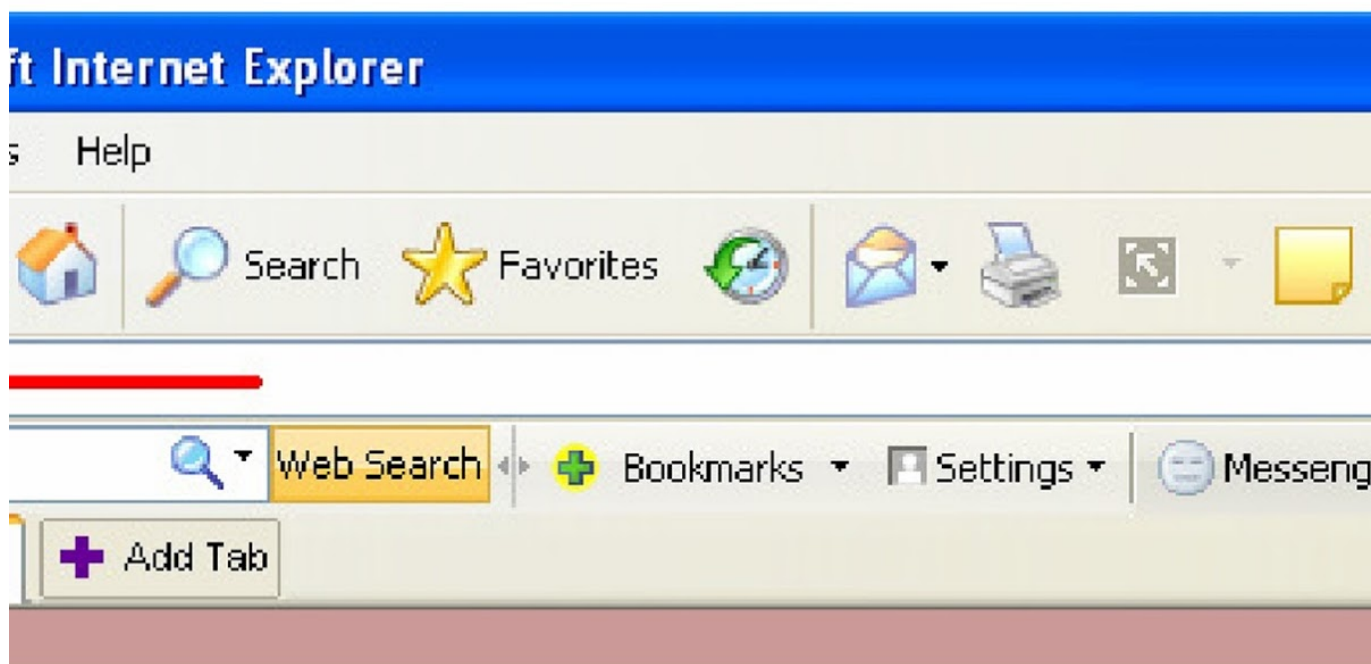 ft Internet Explorer
s Help
Search Favorites
Web Search Bookmarks Settings Messeng
Add Tab